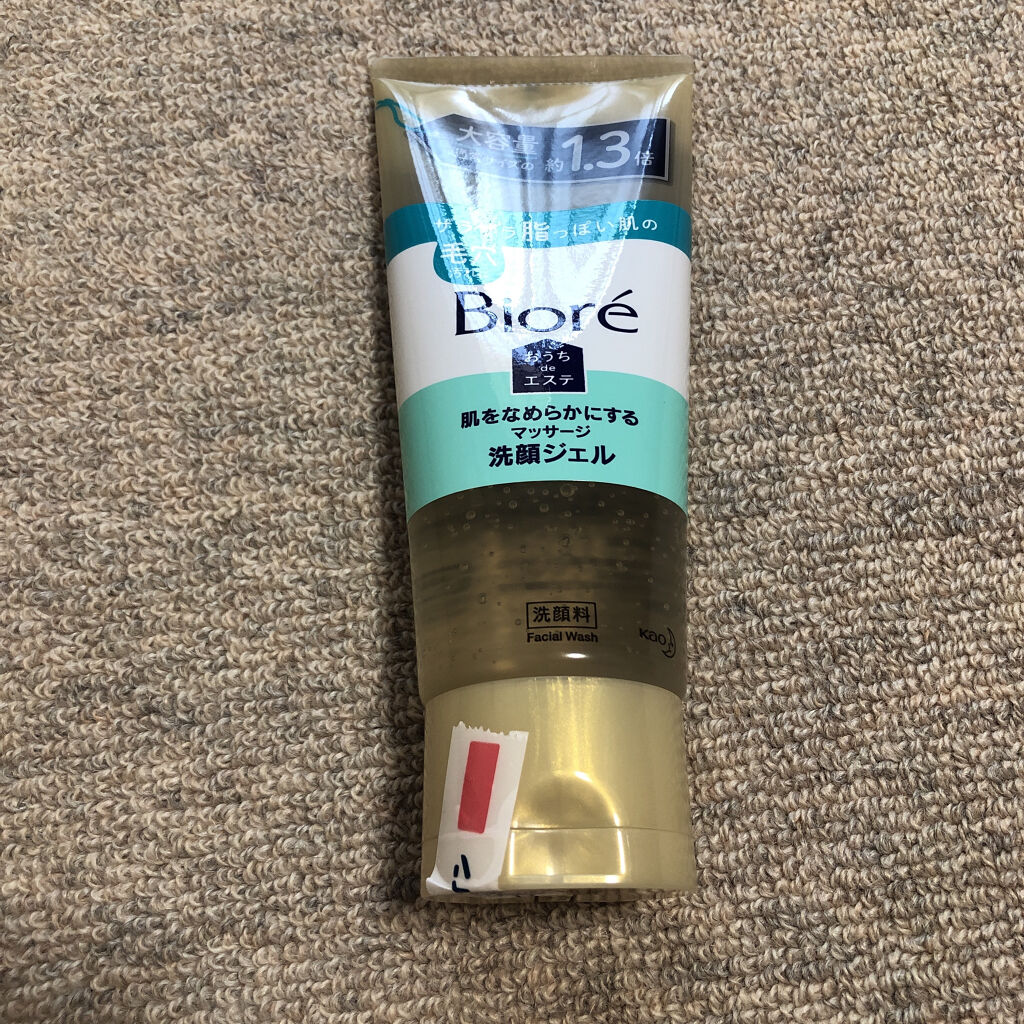 大容量
約1.3倍
脂っぽい肌の
毛穴
汚れ
Bioré
おうち
de
エステ
肌をなめらかにする
マッサージ
洗顔ジェル
洗顔料
Facial Wash
Kao